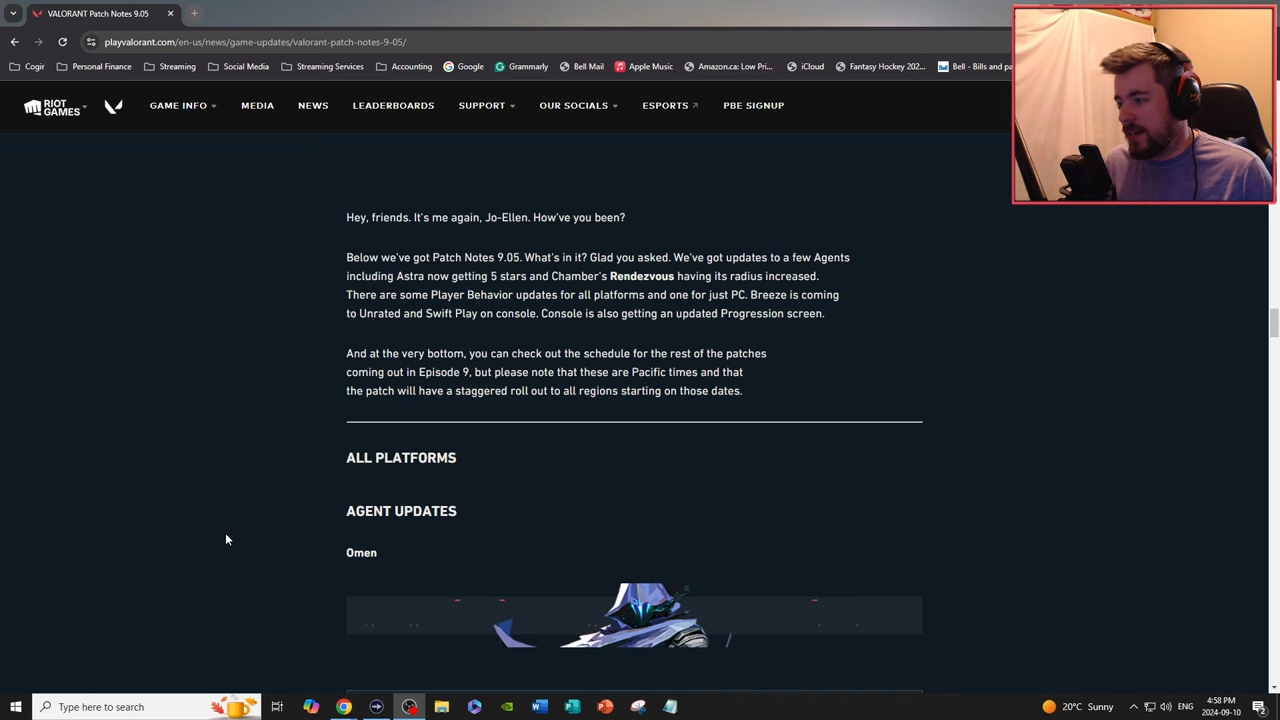 VALORANT Patch Notes 9.05
playvalorant.com/en-us/news/game-updates/valorant-patch-notes-9-05/
Cogir Personal Finance Streaming Social Media Streaming Services Accounting Google Grammarly Bell Mail Apple Music Amazon.ca: Low Pri... iCloud Fantasy Hockey 202... Bell - Bills and pa
RIOT GAMES GAME INFO MEDIA NEWS LEADERBOARDS SUPPORT OUR SOCIALS ESPORTS PBE SIGNUP
Hey, friends. It's me again, Jo-Ellen. How've you been?
Below we've got Patch Notes 9.05. What's in it? Glad you asked. We've got updates to a few Agents
including Astra now getting 5 stars and Chamber's Rendezvous having its radius increased.
There are some Player Behavior updates for all platforms and one for just PC. Breeze is coming
to Unrated and Swift Play on console. Console is also getting an updated Progression screen.
And at the very bottom, you can check out the schedule for the rest of the patches
coming out in Episode 9, but please note that these are Pacific times and that
the patch will have a staggered roll out to all regions starting on those dates.
ALL PLATFORMS
AGENT UPDATES
Omen
Type here to search
20°C Sunny
ENG
4:58 PM
2024-09-10
2